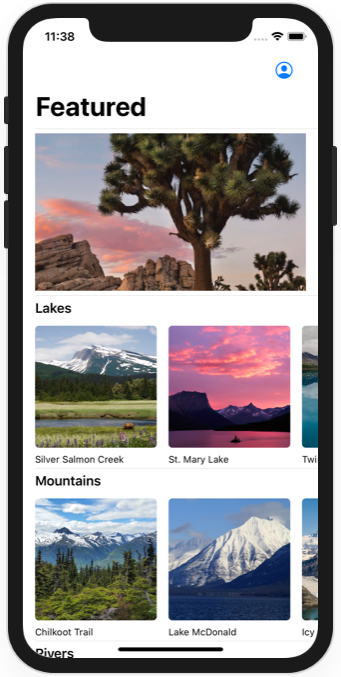 11:38
Featured
Lakes
Silver Salmon Creek
St. Mary Lake
Twi
Mountains
Chilkoot Trail
Lake McDonald
Icy
Rivers